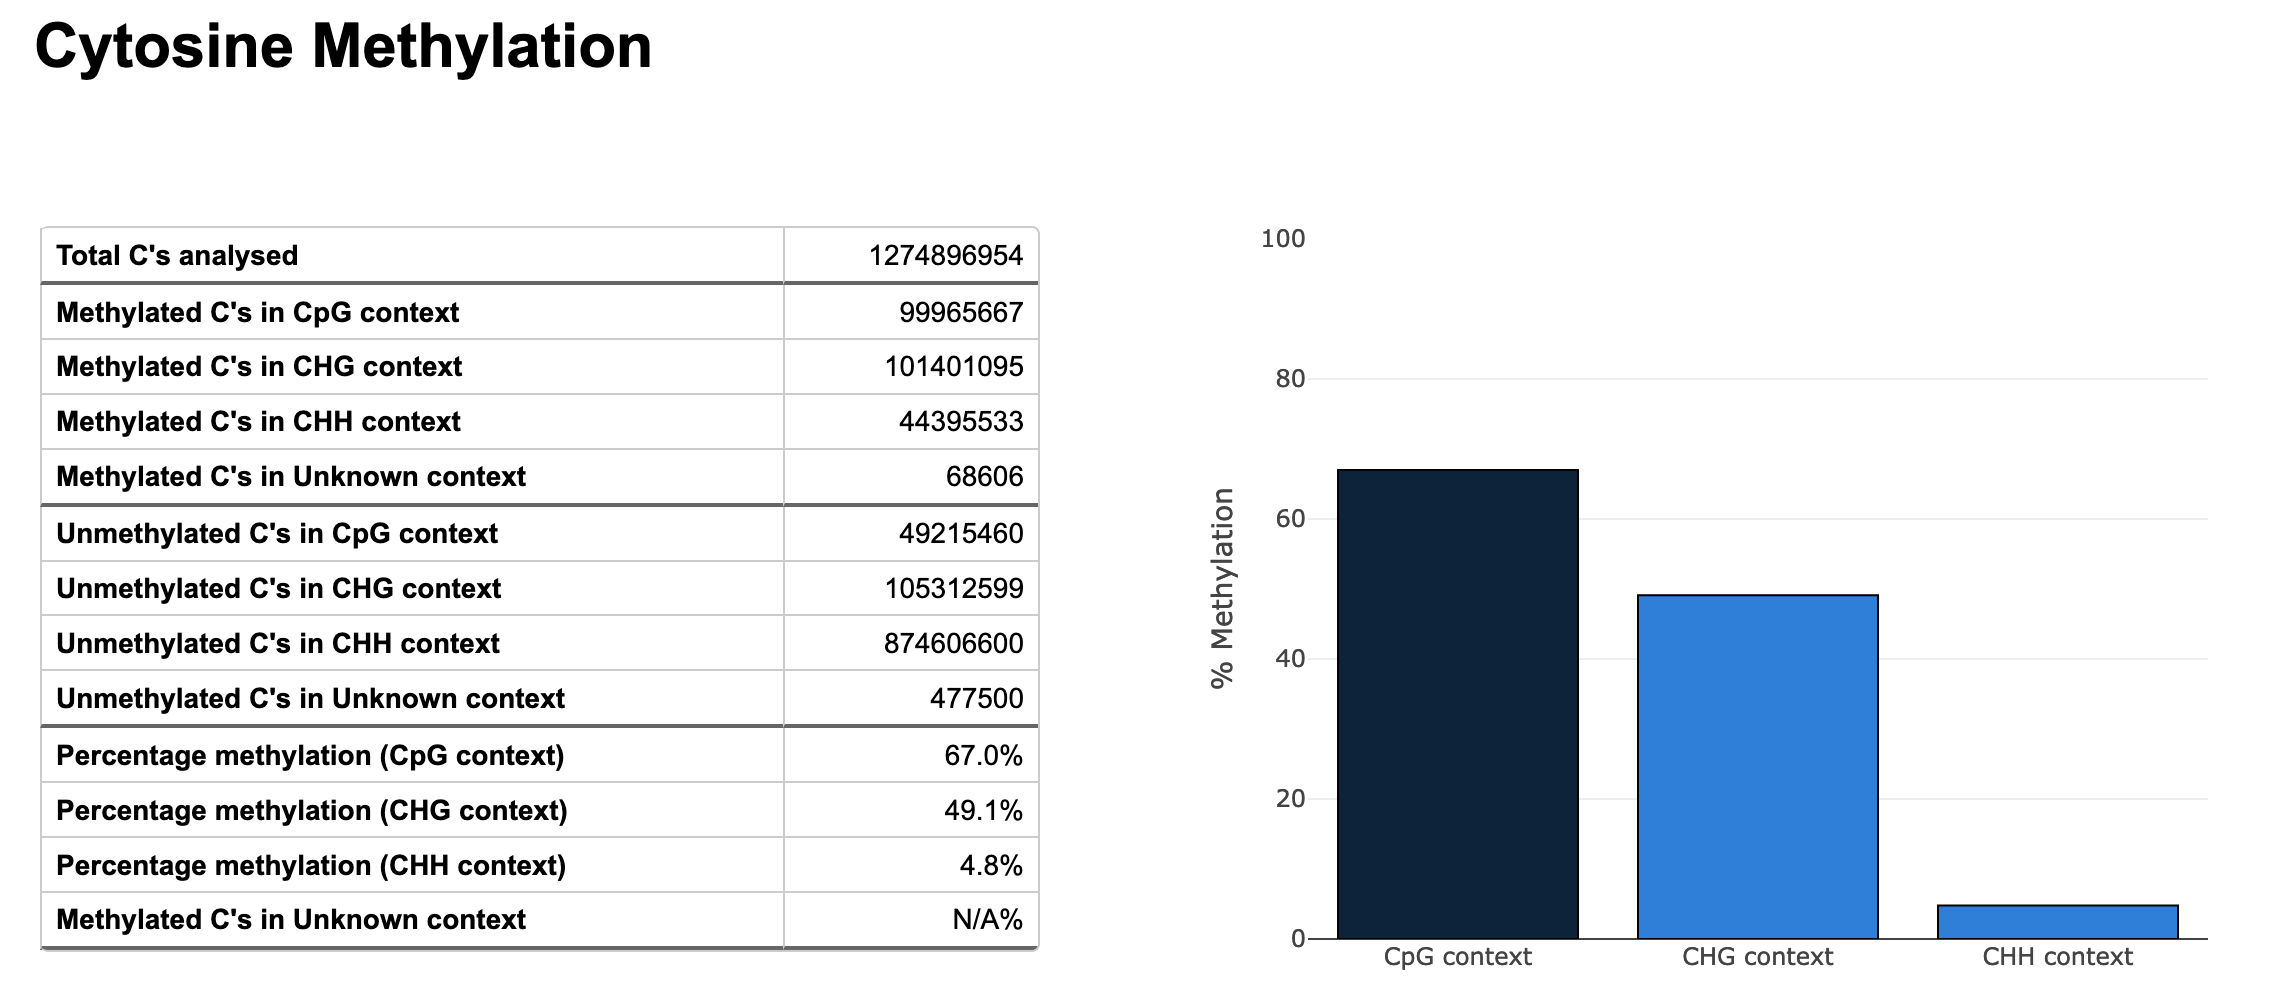 Cytosine Methylation
Total C's analysed 1274896954
Methylated C's in CpG context 99965667
Methylated C's in CHG context 101401095
Methylated C's in CHH context 44395533
Methylated C's in Unknown context 68606
Unmethylated C's in CpG context 49215460
Unmethylated C's in CHG context 105312599
Unmethylated C's in CHH context 874606600
Unmethylated C's in Unknown context 477500
Percentage methylation (CpG context) 67.0%
Percentage methylation (CHG context) 49.1%
Percentage methylation (CHH context) 4.8%
Methylated C's in Unknown context N/A%
% Methylation
100
80
60
40
20
0
CpG context CHG context CHH context